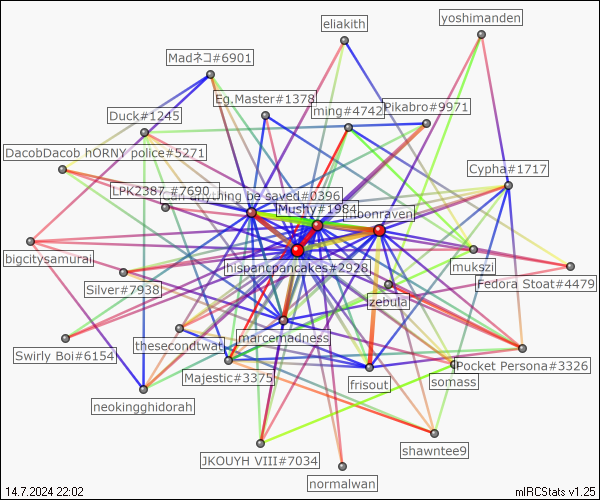 eliakith
yoshimanden
Madネコ#6901
Eg.Master#1378
ming#4742
Pikabro#9971
Duck#1245
DacobDacob hORNY police#5271
Cypha#1717
LPK2387 #7690
can anything be saved#0396
Mushy#1984
moonraven
bigcitysamurai
hispancpancakes#2928
mukszi
Fedora Stoat#4479
Silver#7938
zebula
marcemadness
Swirly Boi#6154
thesecondtwat
Pocket Persona#3326
Majestic#3375
frisout
somass
neokingghidorah
shawntee9
JKOUYH VIII#7034
normalwan
14.7.2024 22:02
mIRCStats v1.25